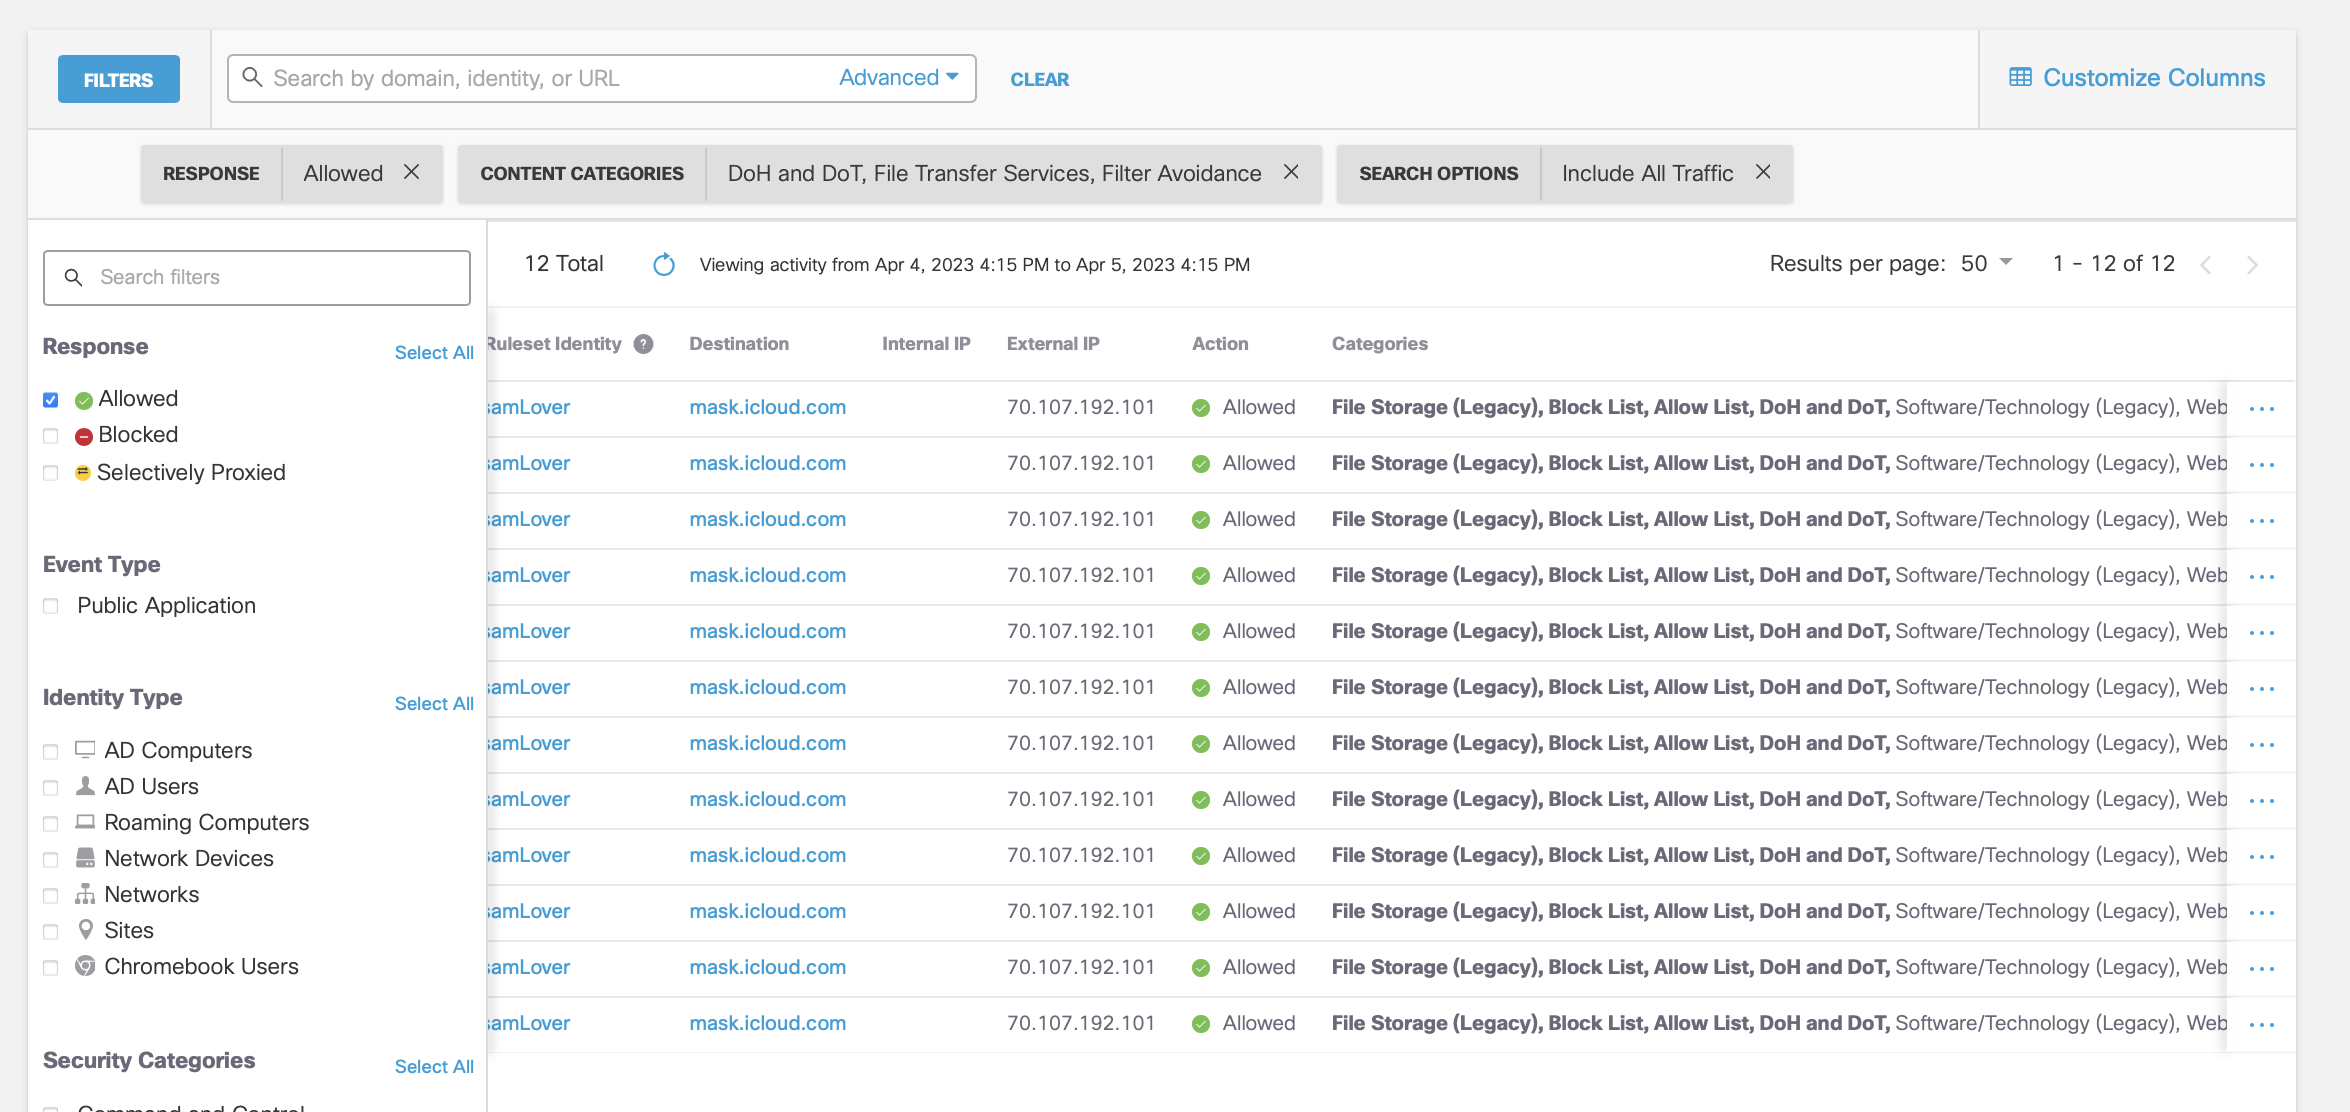 FILTERS
Search by domain, identity, or URL
Advanced
CLEAR
Customize Columns
RESPONSE Allowed
CONTENT CATEGORIES DoH and DoT, File Transfer Services, Filter Avoidance
SEARCH OPTIONS Include All Traffic
Search filters
Response
Select All
Allowed
Blocked
Selectively Proxied
Event Type
Public Application
Identity Type
Select All
AD Computers
AD Users
Roaming Computers
Network Devices
Networks
Sites
Chromebook Users
Security Categories
Select All
Command and Control
12 Total
Viewing activity from Apr 4, 2023 4:15 PM to Apr 5, 2023 4:15 PM
Results per page: 50
1 - 12 of 12
Ruleset Identity ? Destination Internal IP External IP Action Categories
samLover mask.icloud.com 70.107.192.101 Allowed File Storage (Legacy), Block List, Allow List, DoH and DoT, Software/Technology (Legacy), Web ...
samLover mask.icloud.com 70.107.192.101 Allowed File Storage (Legacy), Block List, Allow List, DoH and DoT, Software/Technology (Legacy), Web ...
samLover mask.icloud.com 70.107.192.101 Allowed File Storage (Legacy), Block List, Allow List, DoH and DoT, Software/Technology (Legacy), Web ...
samLover mask.icloud.com 70.107.192.101 Allowed File Storage (Legacy), Block List, Allow List, DoH and DoT, Software/Technology (Legacy), Web ...
samLover mask.icloud.com 70.107.192.101 Allowed File Storage (Legacy), Block List, Allow List, DoH and DoT, Software/Technology (Legacy), Web ...
samLover mask.icloud.com 70.107.192.101 Allowed File Storage (Legacy), Block List, Allow List, DoH and DoT, Software/Technology (Legacy), Web ...
samLover mask.icloud.com 70.107.192.101 Allowed File Storage (Legacy), Block List, Allow List, DoH and DoT, Software/Technology (Legacy), Web ...
samLover mask.icloud.com 70.107.192.101 Allowed File Storage (Legacy), Block List, Allow List, DoH and DoT, Software/Technology (Legacy), Web ...
samLover mask.icloud.com 70.107.192.101 Allowed File Storage (Legacy), Block List, Allow List, DoH and DoT, Software/Technology (Legacy), Web ...
samLover mask.icloud.com 70.107.192.101 Allowed File Storage (Legacy), Block List, Allow List, DoH and DoT, Software/Technology (Legacy), Web ...
samLover mask.icloud.com 70.107.192.101 Allowed File Storage (Legacy), Block List, Allow List, DoH and DoT, Software/Technology (Legacy), Web ...
samLover mask.icloud.com 70.107.192.101 Allowed File Storage (Legacy), Block List, Allow List, DoH and DoT, Software/Technology (Legacy), Web ...